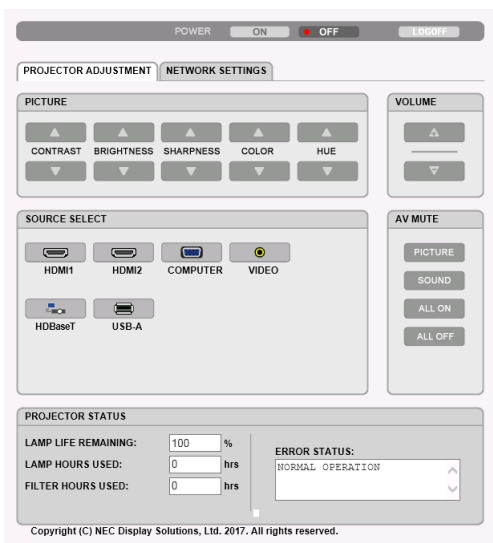 POWER ON OFF LOGOFF
PROJECTOR ADJUSTMENT NETWORK SETTINGS
PICTURE
CONTRAST BRIGHTNESS SHARPNESS COLOR HUE
VOLUME
SOURCE SELECT
HDMI1 HDMI2 COMPUTER VIDEO
HDBaseT USB-A
AV MUTE
PICTURE
SOUND
ALL ON
ALL OFF
PROJECTOR STATUS
LAMP LIFE REMAINING: 100 %
LAMP HOURS USED: 0 hrs
FILTER HOURS USED: 0 hrs
ERROR STATUS:
NORMAL OPERATION
Copyright (C) NEC Display Solutions, Ltd. 2017. All rights reserved.